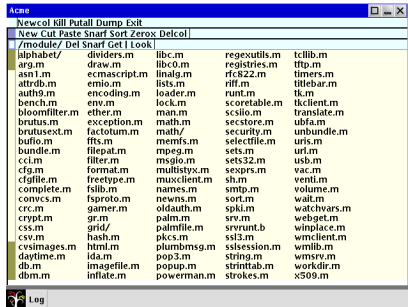 Acme
Newcol Kill Putall Dump Exit
New Cut Paste Snarf Sort Zerox Delcol
/module/ Del Snarf Get | Look |
alphabet/ dividers.m libc.m regexutils.m tcllib.m
arg.m draw.m libc0.m registries.m tftp.m
asn1.m ecmascript.m linalg.m rfc822.m timers.m
attrdb.m emio.m lists.m riff.m titlebar.m
auth9.m encoding.m loader.m runt.m tk.m
bench.m env.m lock.m scoretable.m tkclient.m
bloomfilter.m ether.m man.m scsiio.m translate.m
brutus.m exception.m math.m secstore.m ubfa.m
brutusext.m factotum.m math/ security.m unbundle.m
bufio.m ffts.m memfs.m selectfile.m uris.m
bundle.m filepat.m mpeg.m sets.m url.m
cci.m filter.m msgio.m sets32.m usb.m
cfg.m format.m multistyx.m sexprs.m vac.m
cfgfile.m freetype.m muxclient.m sh.m venti.m
complete.m fslib.m names.m smtp.m volume.m
convcs.m fsproto.m newns.m sort.m wait.m
crc.m gamer.m oldauth.m spki.m watchvars.m
crypt.m gr.m palm.m srv.m webget.m
css.m grid/ palmfile.m srvrunt.b winplace.m
csv.m hash.m pkcs.m ssl3.m wmclient.m
cvsimages.m html.m plumbmsg.m sslsession.m wmlib.m
daytime.m ida.m pop3.m string.m wmsrv.m
db.m imagefile.m popup.m strinttab.m workdir.m
dbm.m inflate.m powerman.m strokes.m x509.m
Log